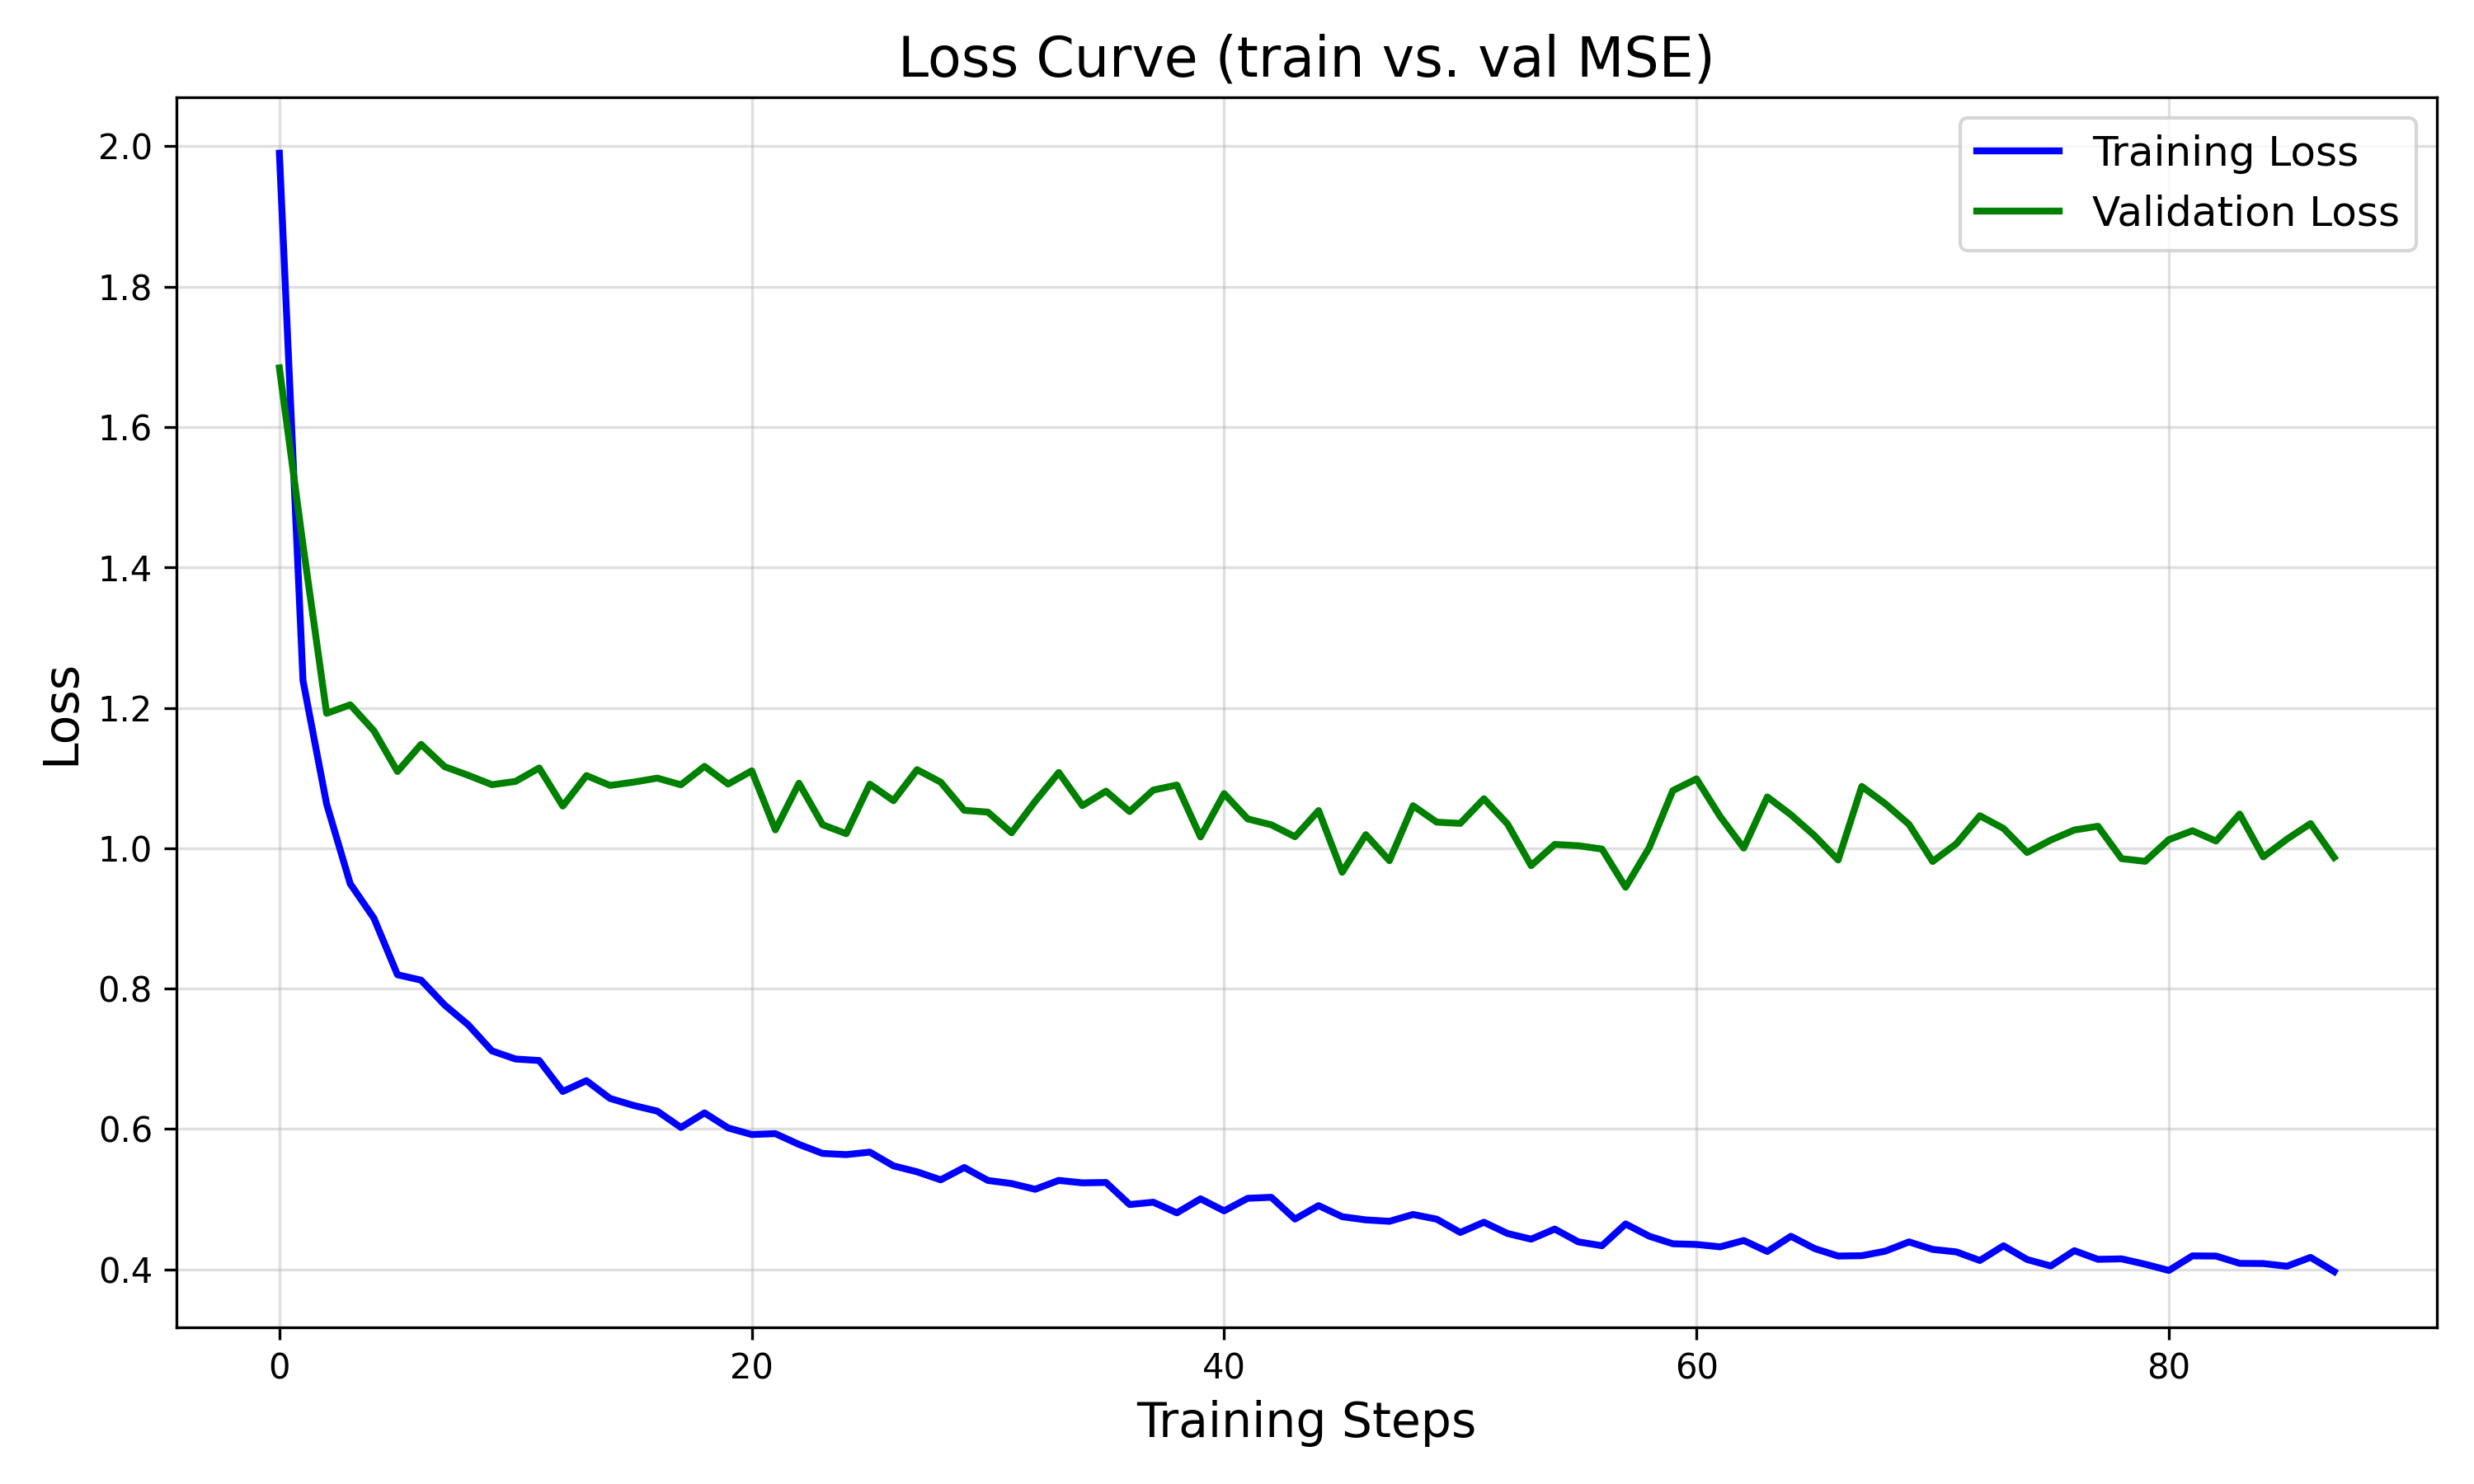 Loss Curve (train vs. val MSE)
Training Loss
Validation Loss
2.0
1.8
1.6
1.4
1.2
1.0
0.8
0.6
0.4
Loss
0 20 40 60 80
Training Steps